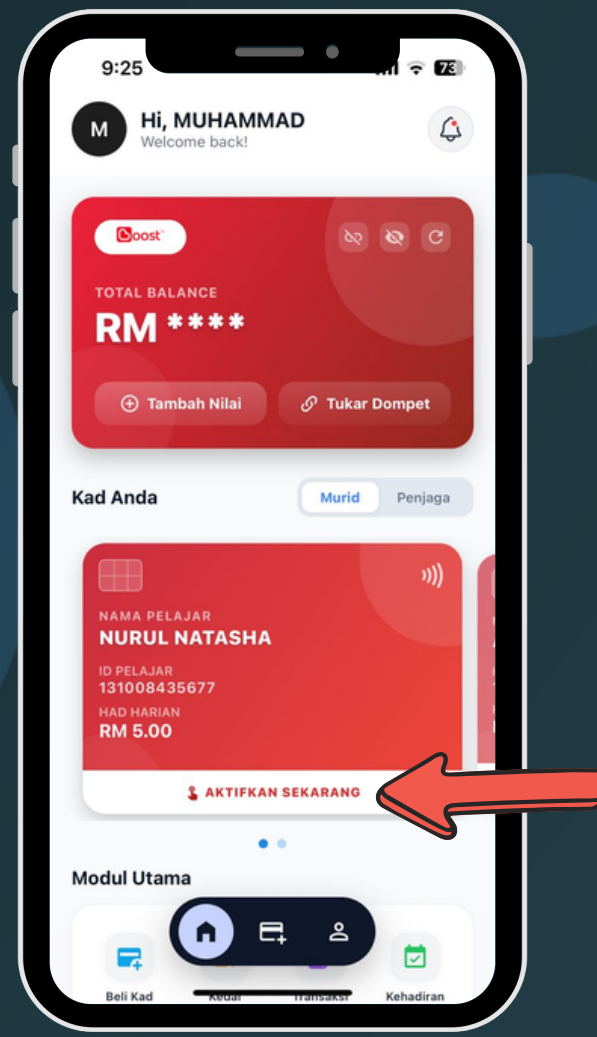 9:25
73
M
Hi, MUHAMMAD
Welcome back!
Boost
TOTAL BALANCE
RM ****
Tambah Nilai
Tukar Dompet
Kad Anda
Murid
Penjaga
NAMA PELAJAR
NURUL NATASHA
ID PELAJAR
131008435677
HAD HARIAN
RM 5.00
AKTIFKAN SEKARANG
Modul Utama
Beli Kad
Kedai
Transaksi
Kehadiran